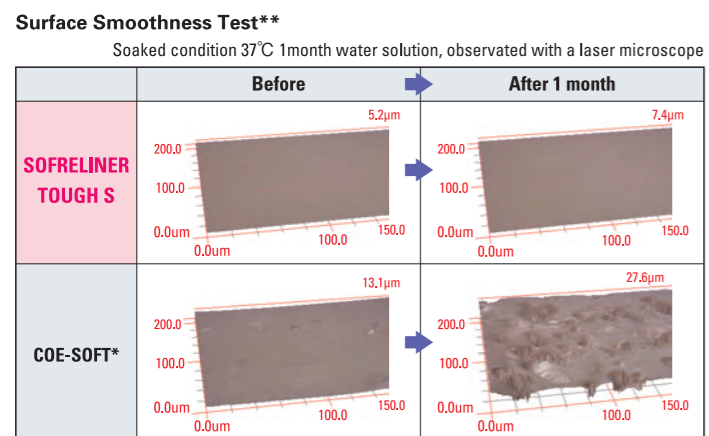 Surface Smoothness Test**
Soaked condition 37℃ 1month water solution, observated with a laser microscope
Before
After 1 month
SOFRELINER
TOUGH S
5.2µm
200.0
100.0
0.0um
0.0um
100.0
150.0
7.4µm
200.0
100.0
0.0um
0.0um
100.0
150.0
COE-SOFT*
13.1µm
200.0
100.0
0.0um
0.0um
100.0
150.0
27.6µm
200.0
100.0
0.0um
0.0um
100.0
150.0